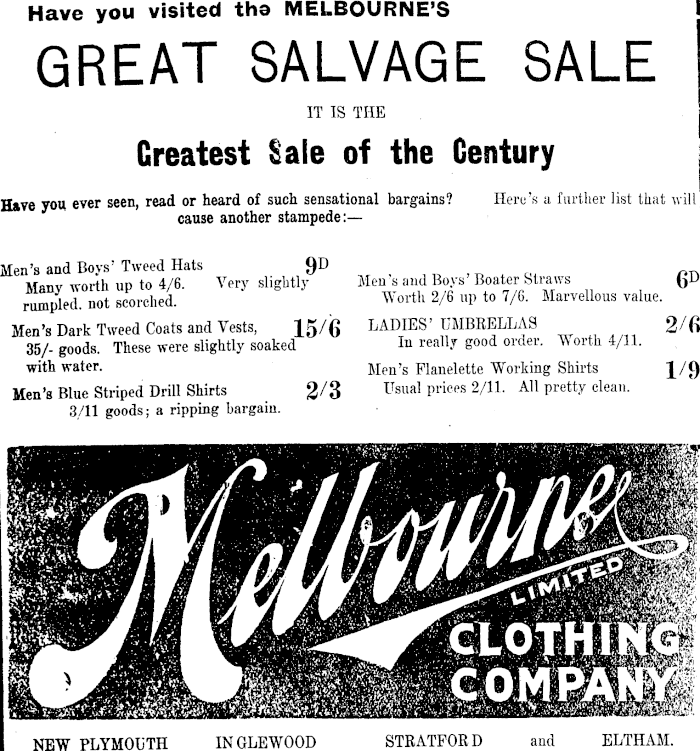 Have you visited the MELBOURNE'S
GREAT SALVAGE SALE
IT IS THE
Greatest Sale of the Century
Have you ever seen, read or heard of such sensational bargains? Here's a further list that will
cause another stampede:—
Men's and Boys' Tweed Hats 9D
Many worth up to 4/6. Very slightly
rumpled, not scorched.
Men's Dark Tweed Coats and Vests, 15/6
35/- goods. These were slightly soaked
with water.
Men's Blue Striped Drill Shirts 2/3
3/11 goods; a ripping bargain.
Men's and Boys' Boater Straws 6D
Worth 2/6 up to 7/6. Marvellous value.
LADIES' UMBRELLAS 2/6
In really good order. Worth 4/11.
Men's Flanelette Working Shirts 1/9
Usual prices 2/11. All pretty clean.
Melbourne
LIMITED
CLOTHING
COMPANY
NEW PLYMOUTH INGLEWOOD STRATFORD and ELTHAM.